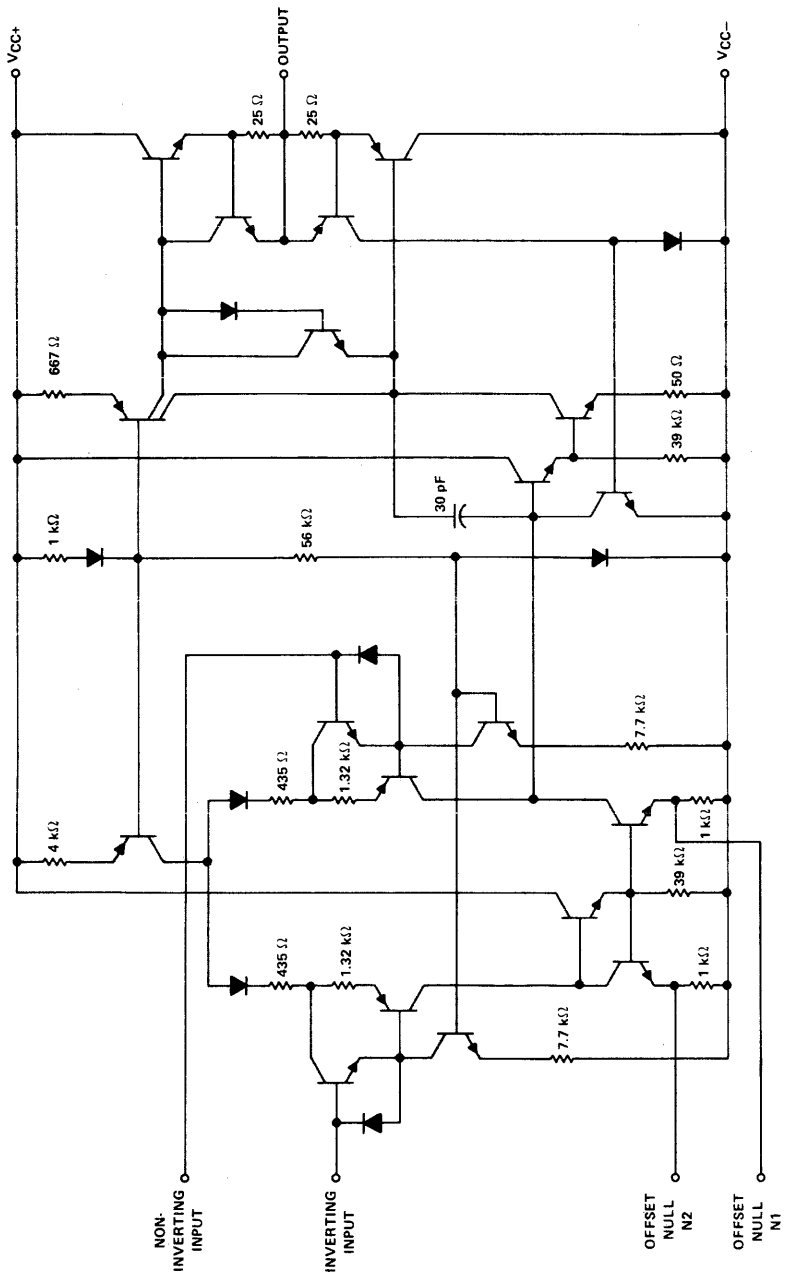 VCC+
OUTPUT
VCC−
25 Ω
25 Ω
667 Ω
50 Ω
39 kΩ
30 pF
1 kΩ
56 kΩ
7.7 kΩ
435 Ω
1.32 kΩ
1 kΩ
4 kΩ
39 kΩ
435 Ω
1.32 kΩ
1 kΩ
7.7 kΩ
NON-
INVERTING
INPUT
INVERTING
INPUT
OFFSET
NULL
N2
OFFSET
NULL
N1